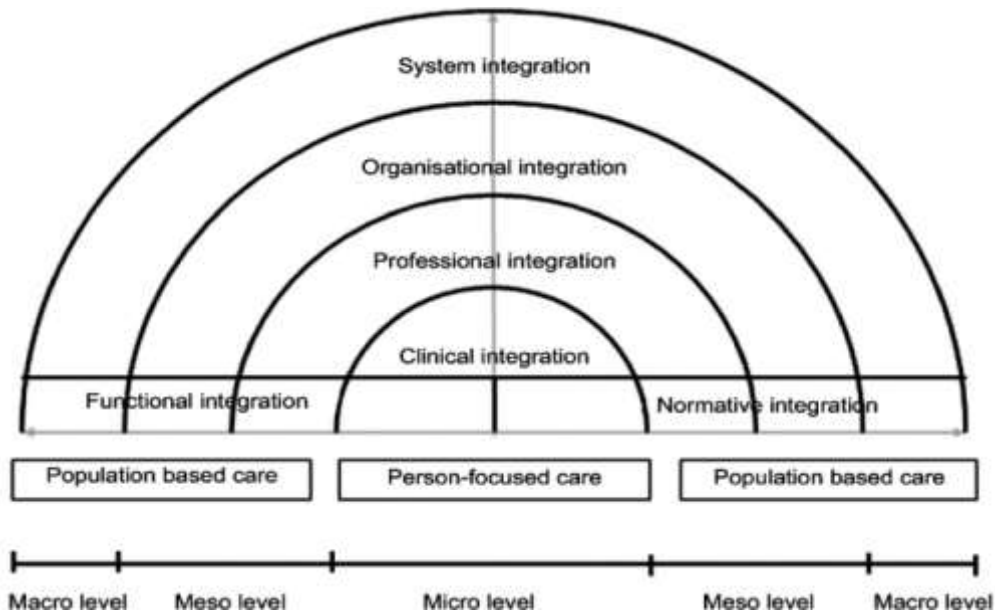 System integration
Organisational integration
Professional integration
Clinical integration
Functional integration
Normative integration
Population based care
Person-focused care
Population based care
Macro level
Meso level
Micro level
Meso level
Macro level